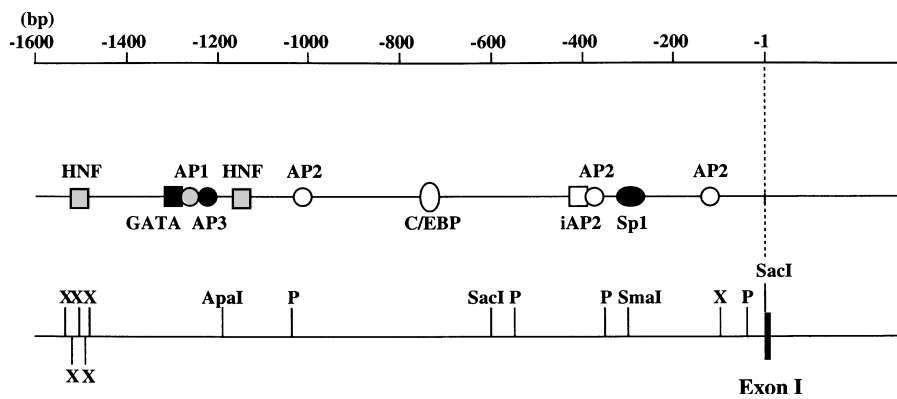 (bp)
-1600 -1400 -1200 -1000 -800 -600 -400 -200 -1
HNF AP1 HNF AP2 AP2 AP2
GATA AP3 C/EBP iAP2 Sp1
SacI
XXX ApaI P SacI P P SmaI X P
X X
Exon I